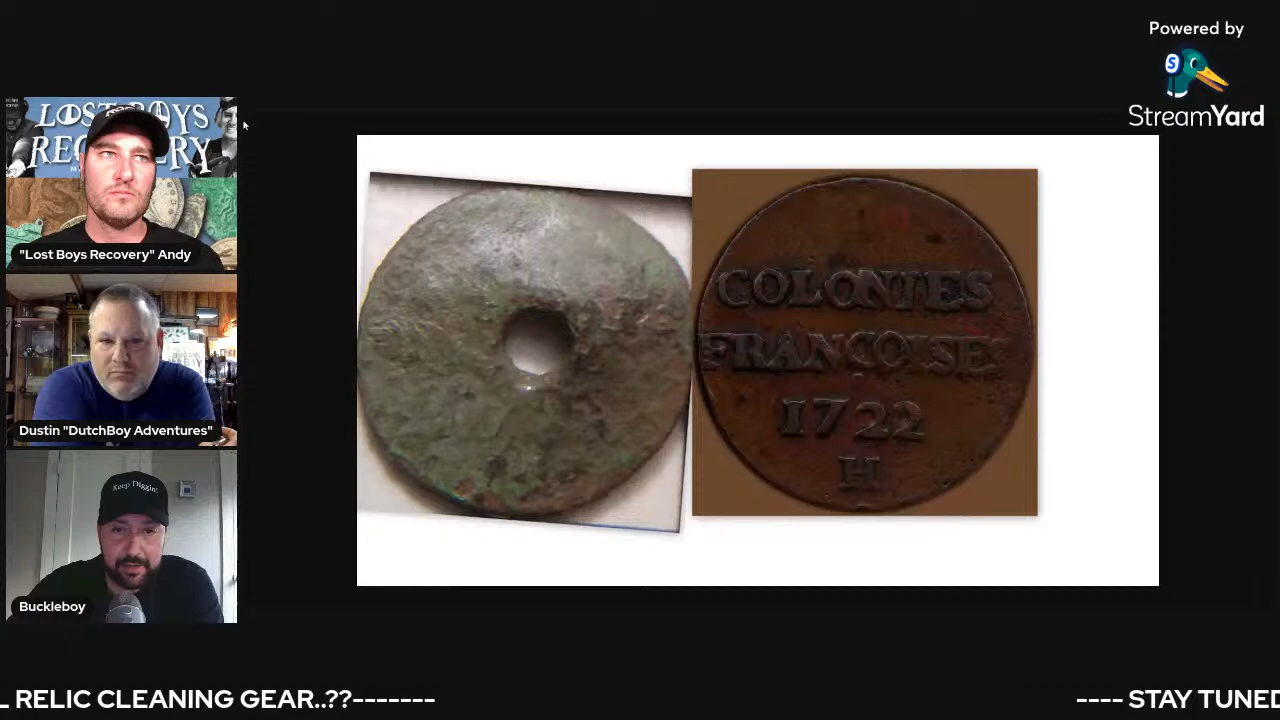 Powered by
S
StreamYard
LOST BOYS
RECOVERY
"Lost Boys Recovery" Andy
Dustin "DutchBoy Adventures"
Keep Diggin!
Buckleboy
COLONIES
FRANÇOISES
1722
H
L RELIC CLEANING GEAR..??-------
---- STAY TUNED